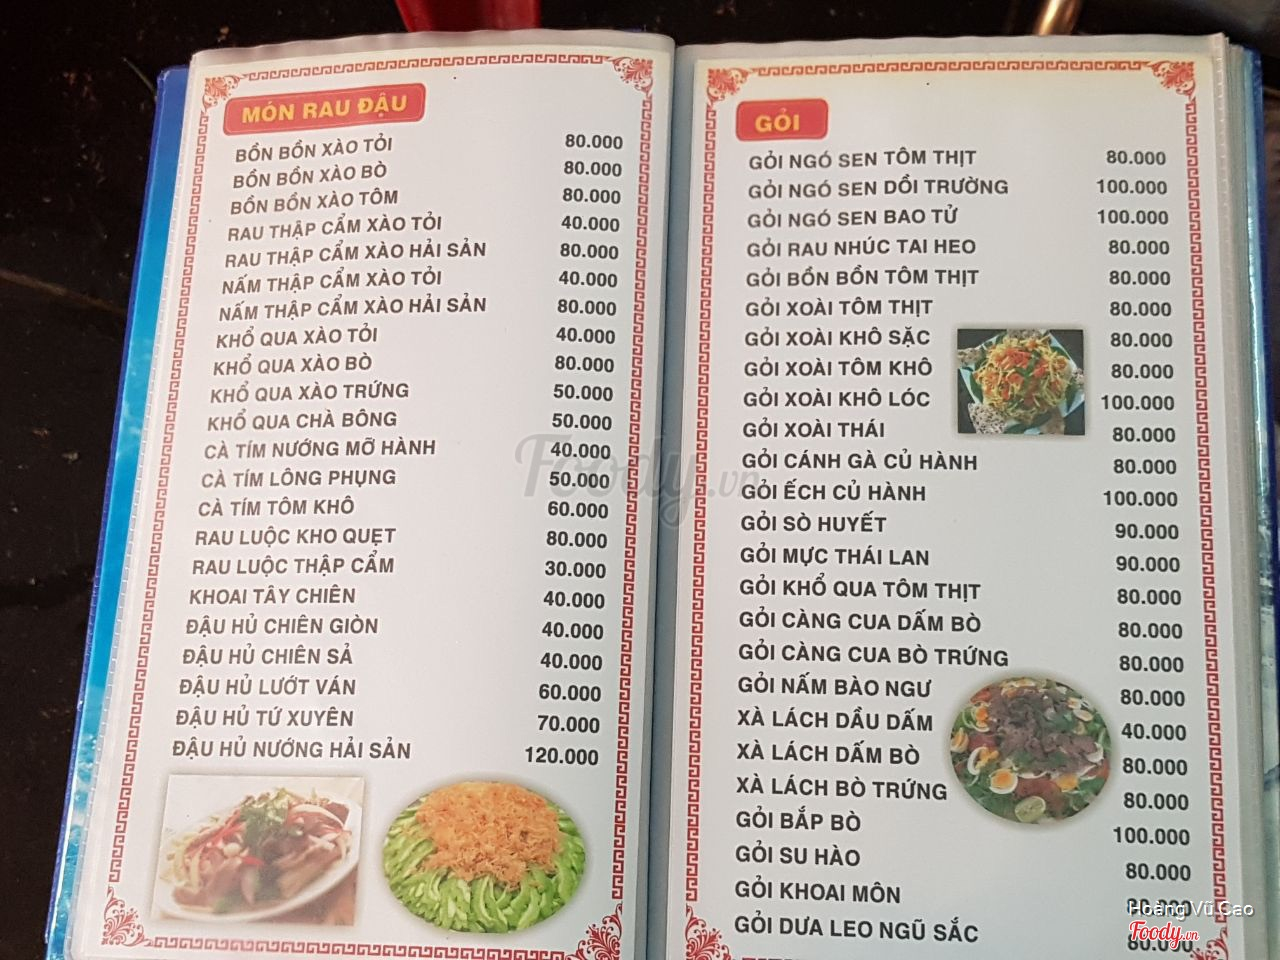 MÓN RAU ĐẬU
BỒN BỒN XÀO TỎI 80.000
BỒN BỒN XÀO BÒ 80.000
BỒN BỒN XÀO TÔM 80.000
RAU THẬP CẨM XÀO TỎI 40.000
RAU THẬP CẨM XÀO HẢI SẢN 80.000
NẤM THẬP CẨM XÀO TỎI 40.000
NẤM THẬP CẨM XÀO HẢI SẢN 80.000
KHỔ QUA XÀO TỎI 40.000
KHỔ QUA XÀO BÒ 80.000
KHỔ QUA XÀO TRỨNG 50.000
KHỔ QUA CHÀ BÔNG 50.000
CÀ TÍM NƯỚNG MỠ HÀNH 40.000
CÀ TÍM LÔNG PHỤNG 50.000
CÀ TÍM TÔM KHÔ 60.000
RAU LUỘC KHO QUẸT 80.000
RAU LUỘC THẬP CẨM 30.000
KHOAI TÂY CHIÊN 40.000
ĐẬU HỦ CHIÊN GIÒN 40.000
ĐẬU HỦ CHIÊN SẢ 40.000
ĐẬU HỦ LƯỚT VÁN 60.000
ĐẬU HỦ TỨ XUYÊN 70.000
ĐẬU HỦ NƯỚNG HẢI SẢN 120.000
GỎI
GỎI NGÓ SEN TÔM THỊT 80.000
GỎI NGÓ SEN DỒI TRƯỜNG 100.000
GỎI NGÓ SEN BAO TỬ 100.000
GỎI RAU NHÚC TAI HEO 80.000
GỎI BỒN BỒN TÔM THỊT 80.000
GỎI XOÀI TÔM THỊT 80.000
GỎI XOÀI KHÔ SẶC 80.000
GỎI XOÀI TÔM KHÔ 80.000
GỎI XOÀI KHÔ LÓC 100.000
GỎI XOÀI THÁI 80.000
GỎI CÁNH GÀ CỦ HÀNH 80.000
GỎI ẾCH CỦ HÀNH 100.000
GỎI SÒ HUYẾT 90.000
GỎI MỰC THÁI LAN 90.000
GỎI KHỔ QUA TÔM THỊT 80.000
GỎI CÀNG CUA DẤM BÒ 80.000
GỎI CÀNG CUA BÒ TRỨNG 80.000
GỎI NẤM BÀO NGƯ 80.000
XÀ LÁCH DẦU DẤM 40.000
XÀ LÁCH DẤM BÒ 80.000
XÀ LÁCH BÒ TRỨNG 80.000
GỎI BẮP BÒ 100.000
GỎI SU HÀO 80.000
GỎI KHOAI MÔN
GỎI DƯA LEO NGŨ SẮC 80.000
Foody.vn
Hoàng Vũ Cao
Foody.vn